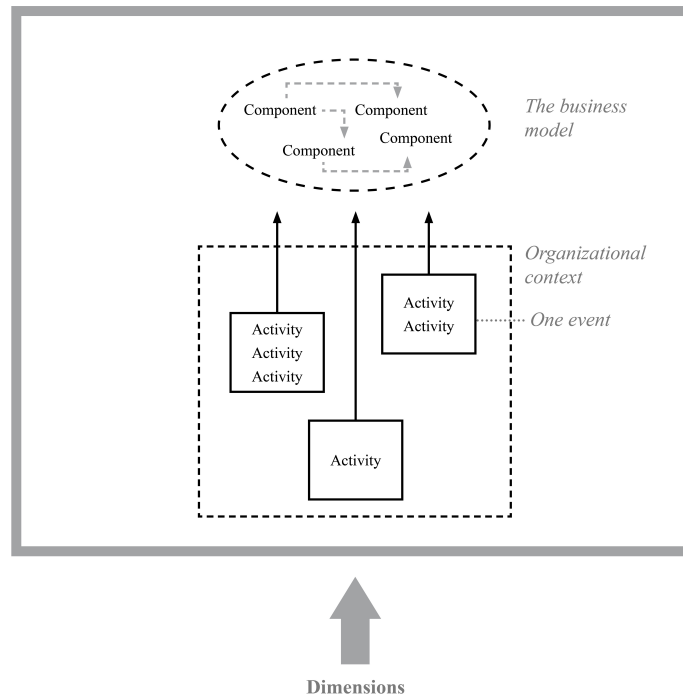 Component
Component
The business
model
Component
Component
Organizational
context
Activity
Activity
One event
Activity
Activity
Activity
Activity
Dimensions